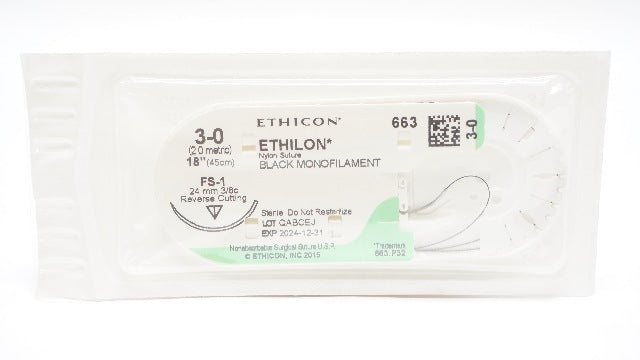 ETHICON*
663
3-0
3-0
(2.0 metric)
18" (45cm)
ETHILON*
Nylon Suture
BLACK MONOFILAMENT
FS-1
24 mm 3/8c
Reverse Cutting
Sterile Do Not Resterilize
LOT QABCEJ
EXP 2024-12-31
Nonabsorbable Surgical Suture U.S.P.
© ETHICON, INC 2015
*Trademark
663.P32